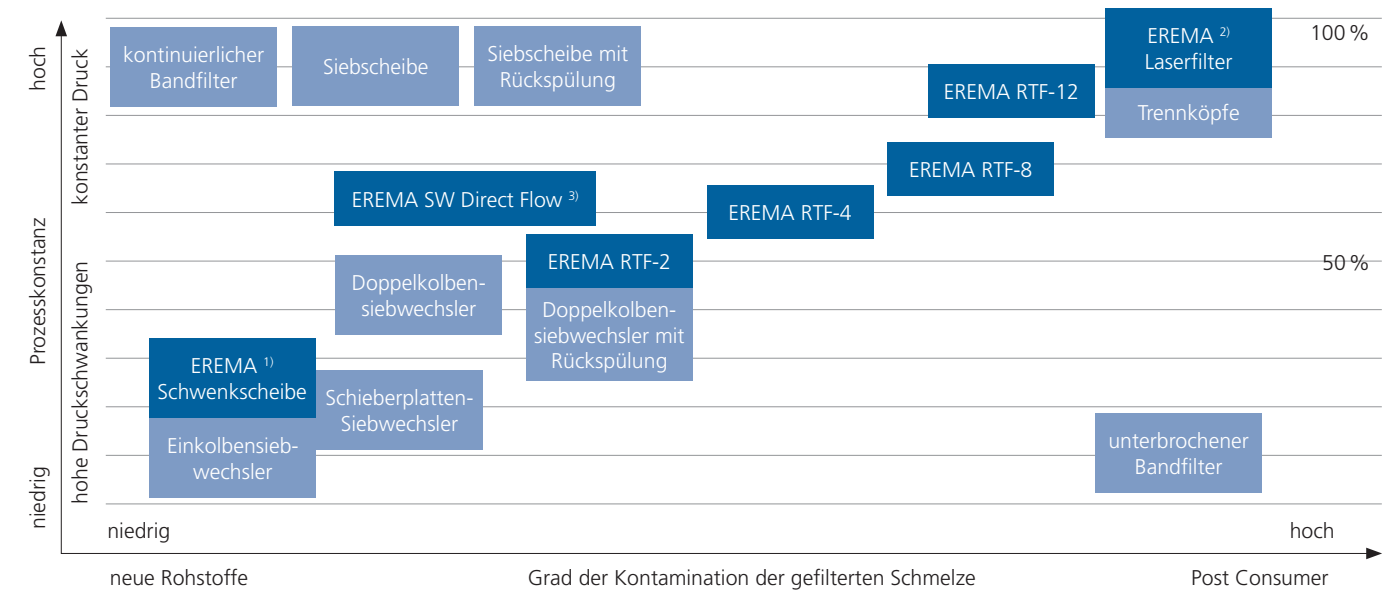 hoch
Prozesskonstanz
niedrig
konstanter Druck
hohe Druckschwankungen
kontinuierlicher
Bandfilter
Siebscheibe
Siebscheibe mit
Rückspülung
EREMA 2)
Laserfilter
Trennköpfe
100 %
EREMA RTF-12
EREMA RTF-8
EREMA SW Direct Flow 3)
EREMA RTF-4
EREMA RTF-2
50 %
Doppelkolben-
siebwechsler
Doppelkolben-
siebwechsler mit
Rückspülung
EREMA 1)
Schwenkscheibe
Einkolbensieb-
wechsler
Schieberplatten-
Siebwechsler
unterbrochener
Bandfilter
niedrig
hoch
neue Rohstoffe
Grad der Kontamination der gefilterten Schmelze
Post Consumer